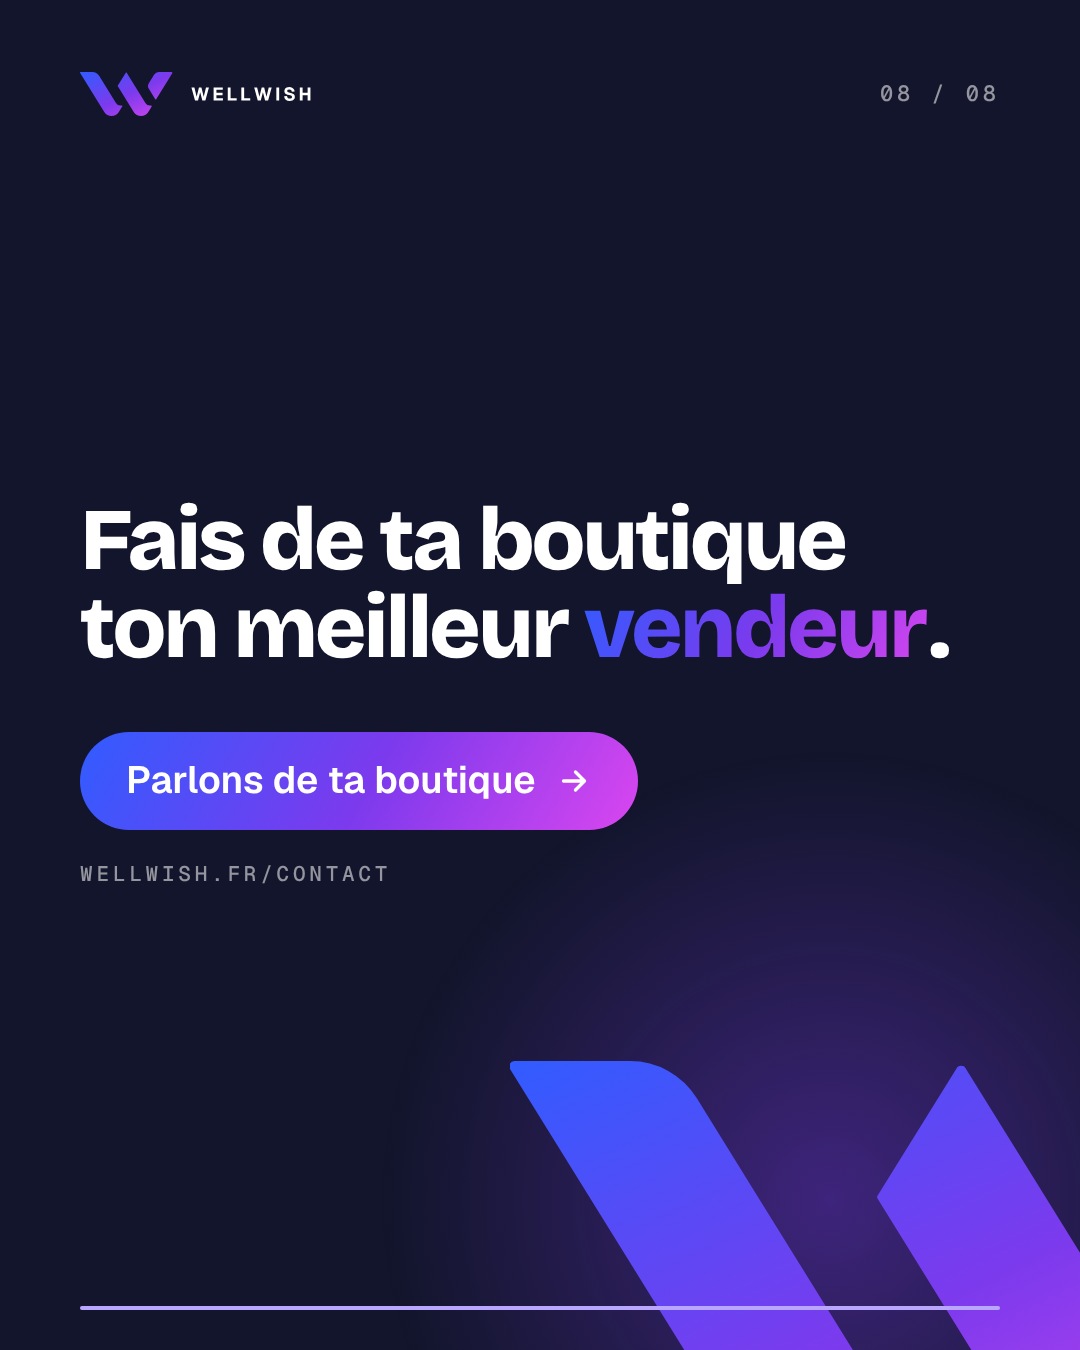 WELLWISH
08 / 08
Fais de ta boutique
ton meilleur vendeur.
Parlons de ta boutique →
WELLWISH.FR/CONTACT